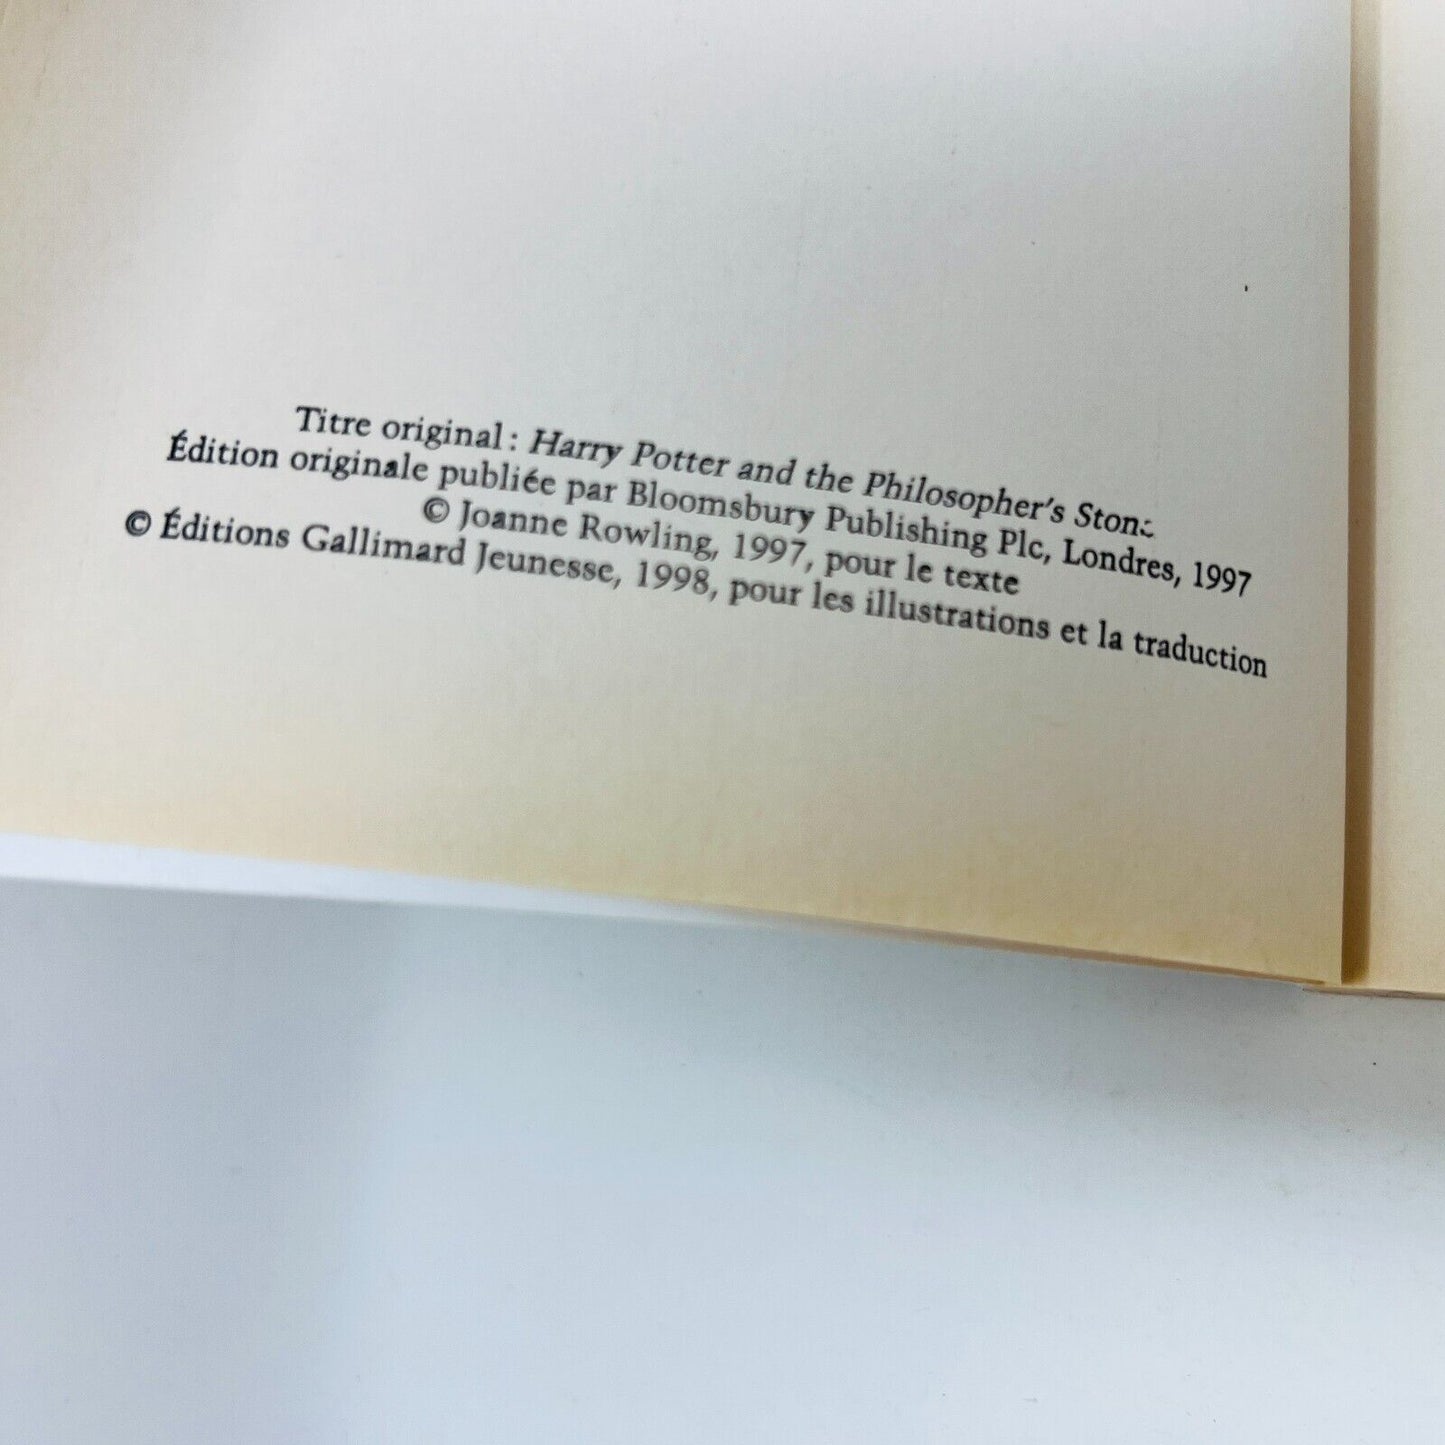 Titre original : Harry Potter and the Philosopher's Stone
Édition originale publiée par Bloomsbury Publishing Plc, Londres, 1997
© Joanne Rowling, 1997, pour le texte
© Éditions Gallimard Jeunesse, 1998, pour les illustrations et la traduction